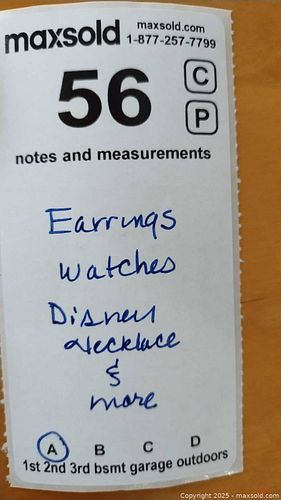 maxsold maxsold.com
1-877-257-7799
56 C
P
notes and measurements
Earrings
Watches
Disney
Necklace
&
more
A B C D
1st 2nd 3rd bsmt garage outdoors
Copyright 2025 - maxsold.com